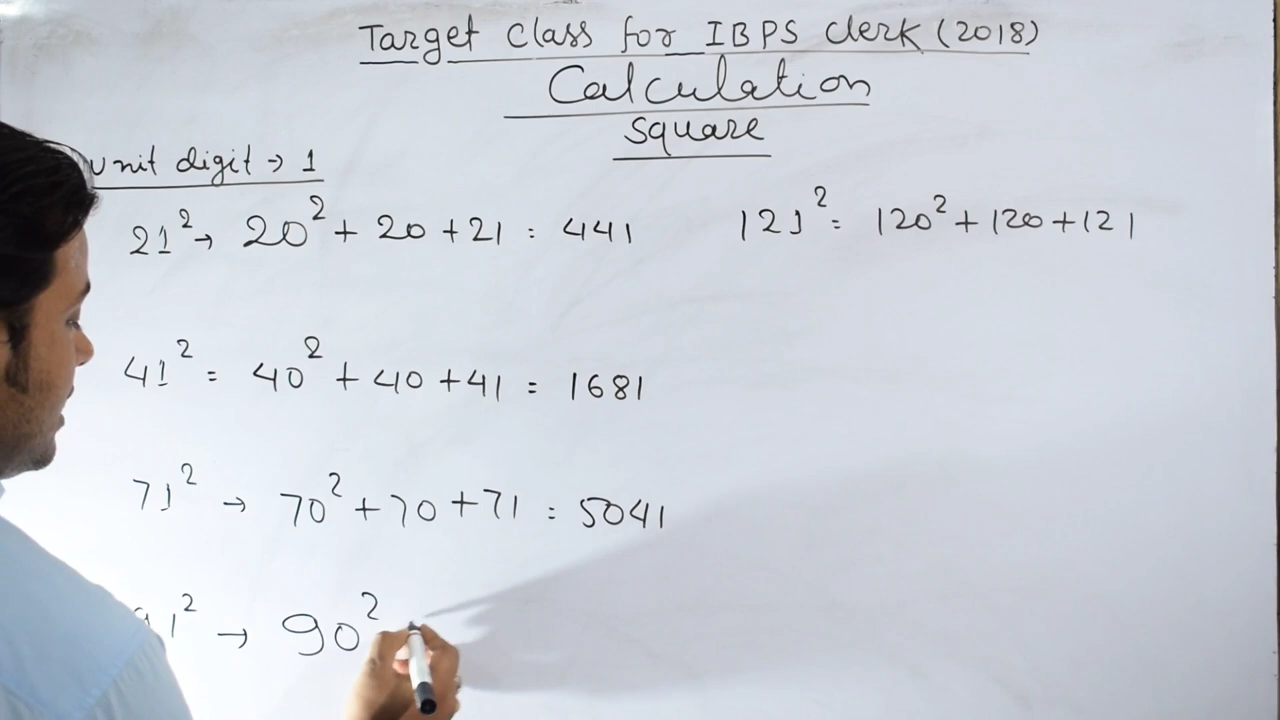 Target Class for IBPS Clerk (2018)
Calculation
Square
unit digit → 1
21² → 20² + 20 + 21 = 441
121² = 120² + 120 + 121
41² = 40² + 40 + 41 = 1681
71² → 70² + 70 + 71 = 5041
91² → 90²